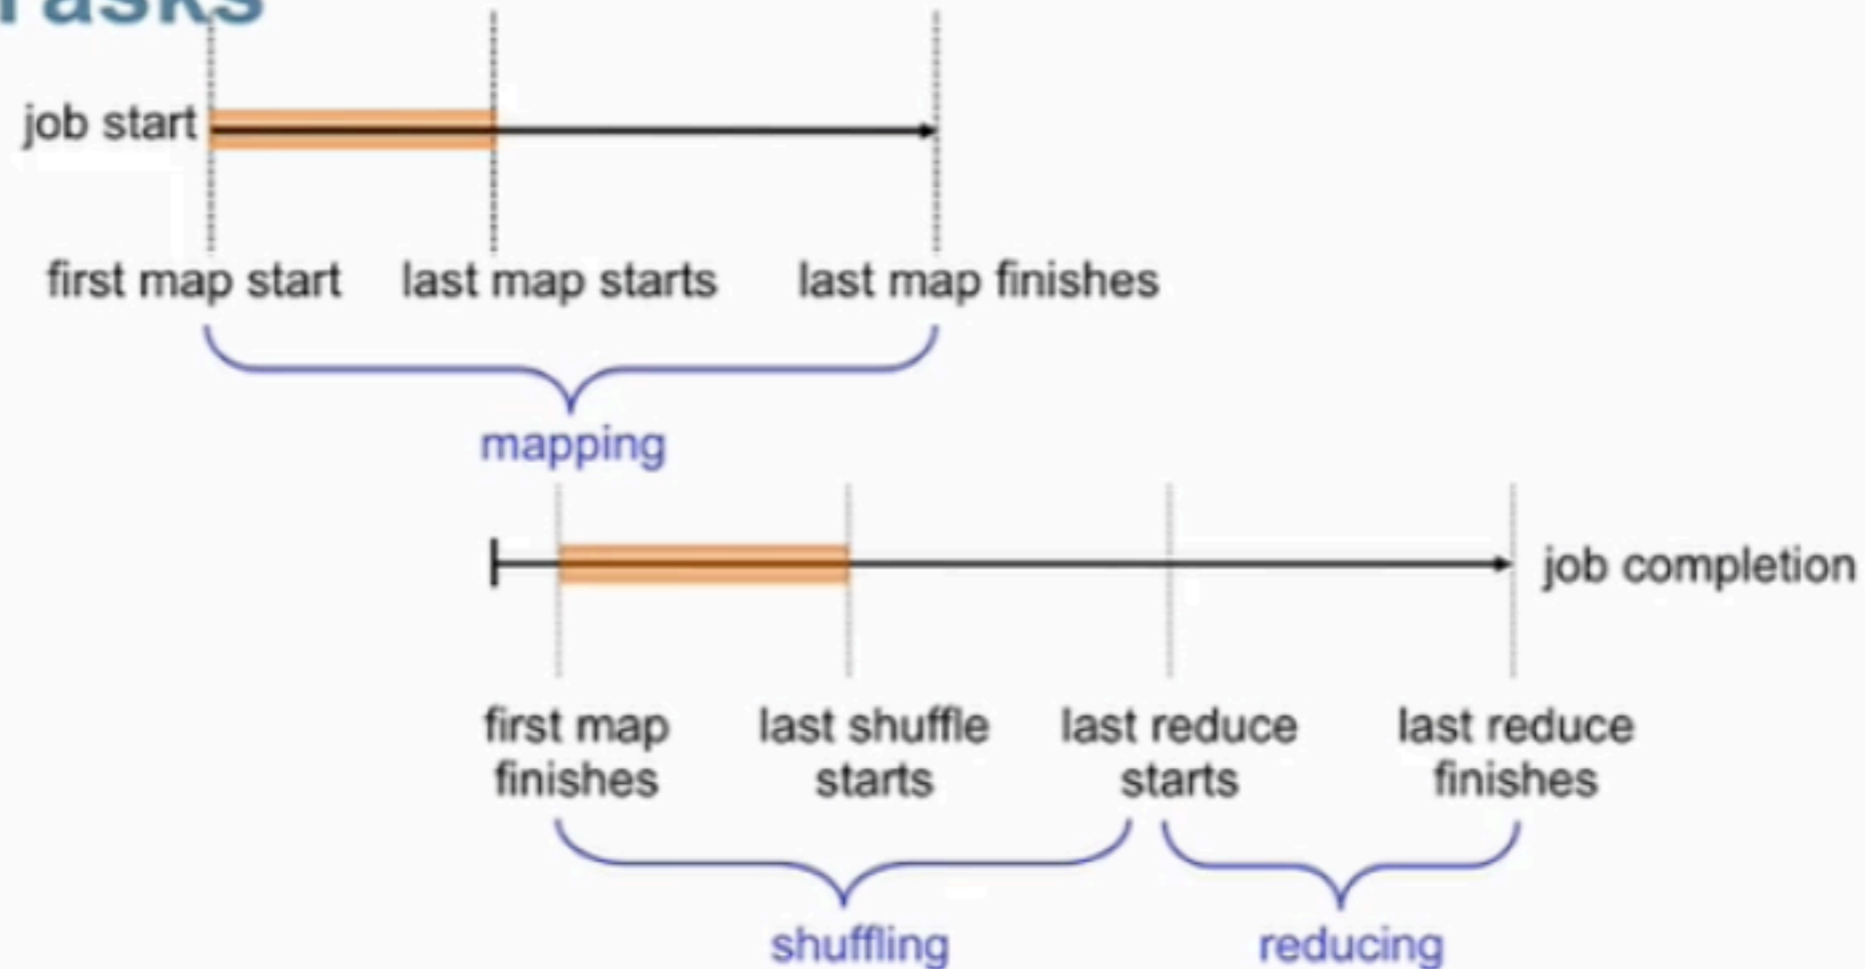 Tasks
job start
first map start last map starts last map finishes
mapping
job completion
first map last shuffle last reduce last reduce
finishes starts starts finishes
shuffling reducing